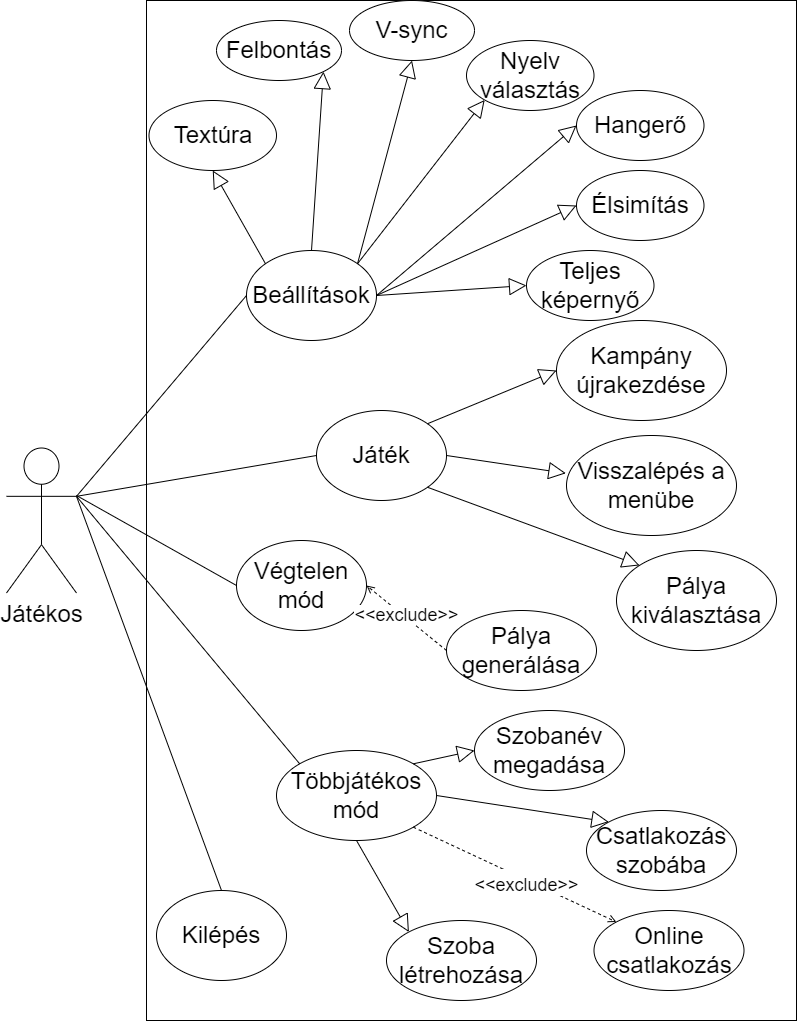 V-sync
Felbontás
Nyelv
választás
Textúra
Hangerő
Élsimítás
Beállítások
Teljes
képernyő
Kampány
újrakezdése
Játék
Visszalépés a
menübe
Végtelen
mód
Pálya
kiválasztása
Játékos
<<exclude>>
Pálya
generálása
Szobanév
megadása
Többjátékos
mód
Csatlakozás
szobába
<<exclude>>
Kilépés
Szoba
létrehozása
Online
csatlakozás